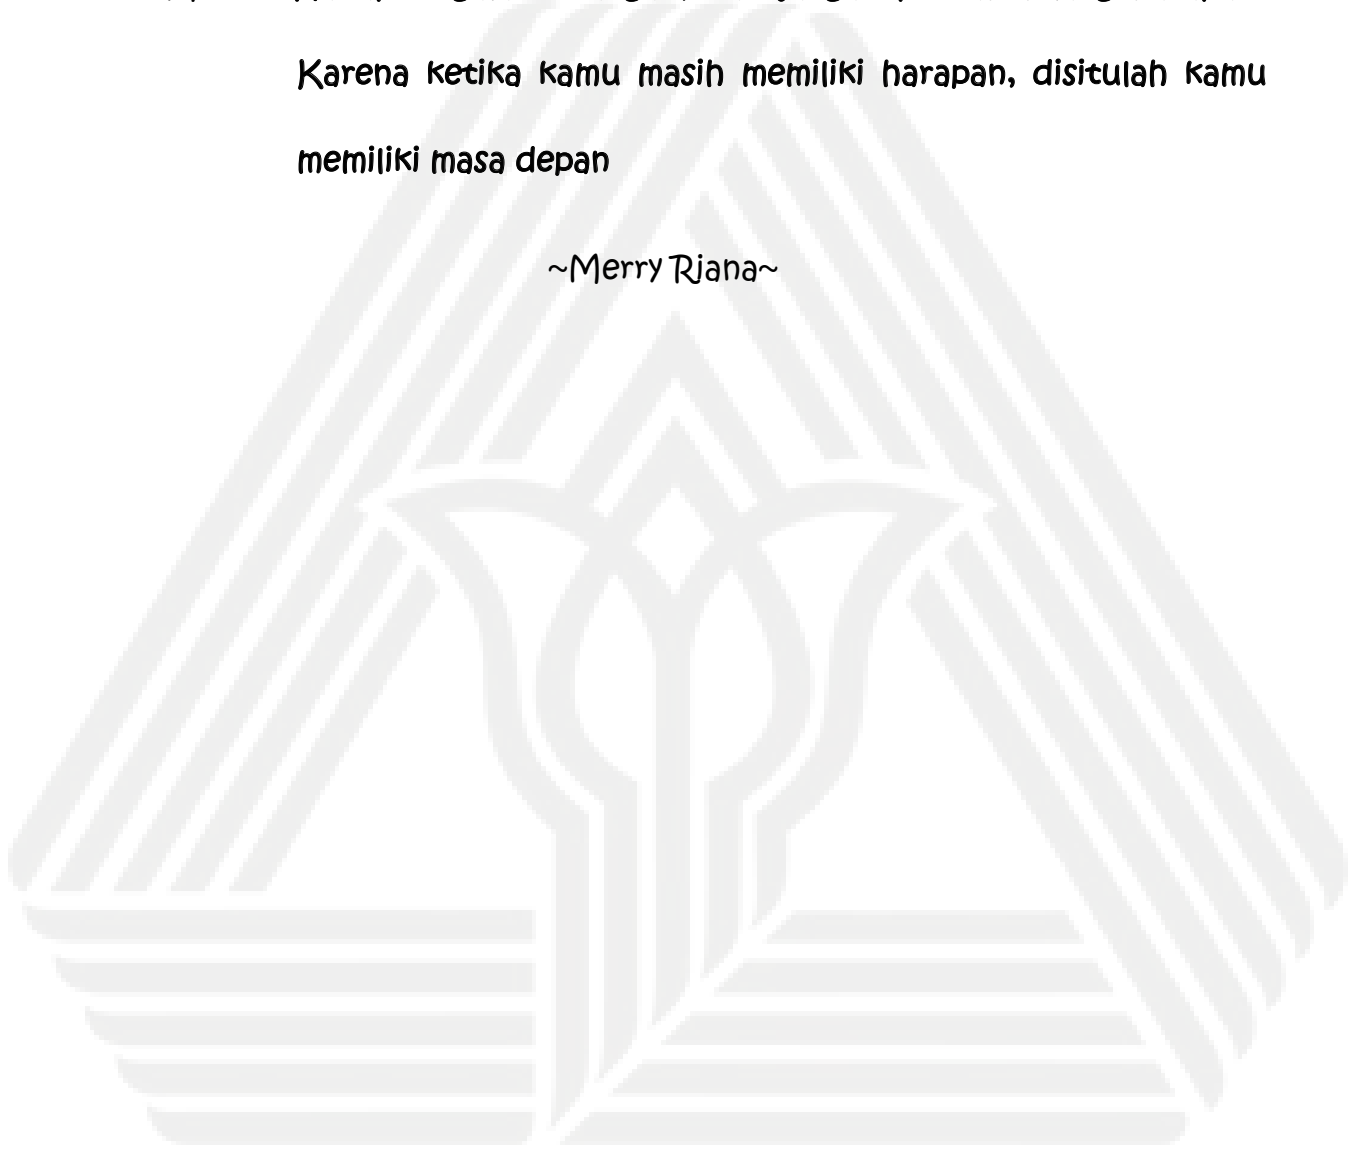 Karena ketika kamu masih memiliki harapan, disitulah kamu
memiliki masa depan
~Merry Riana~